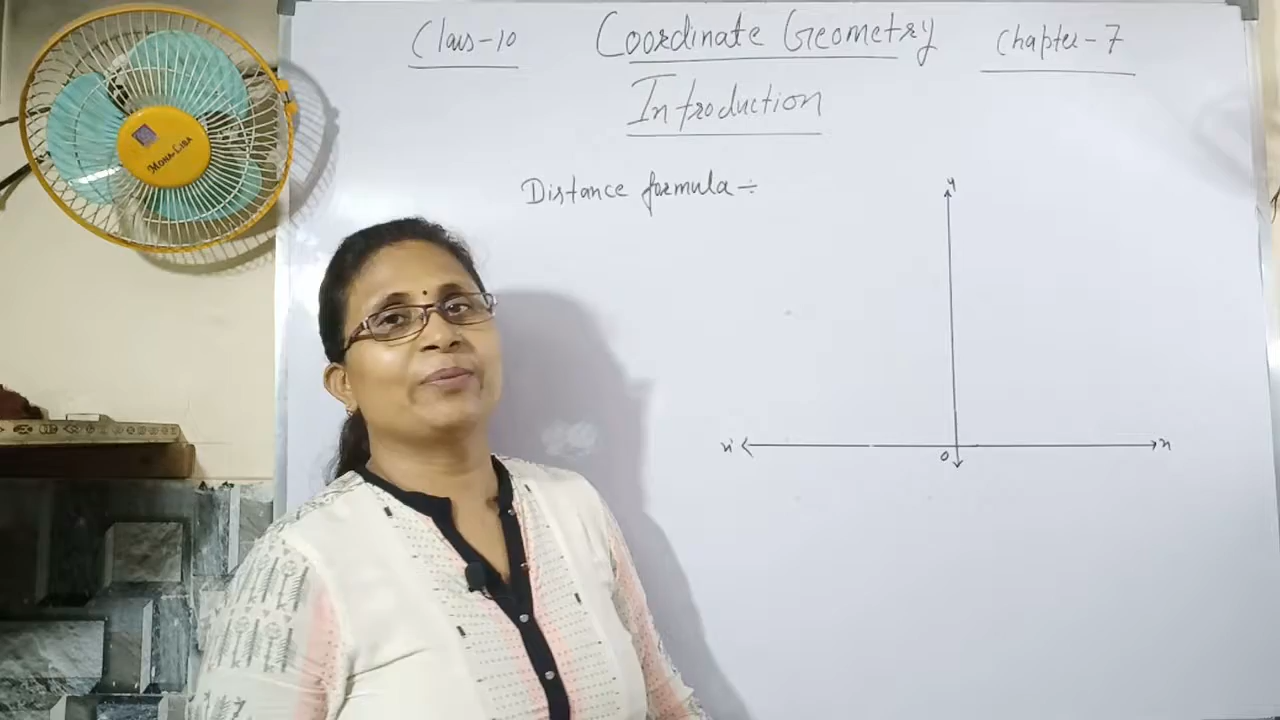 Class-10 Coordinate Geometry Chapter-7
Introduction
Distance formula÷
y
x' O x
MONA-LISA